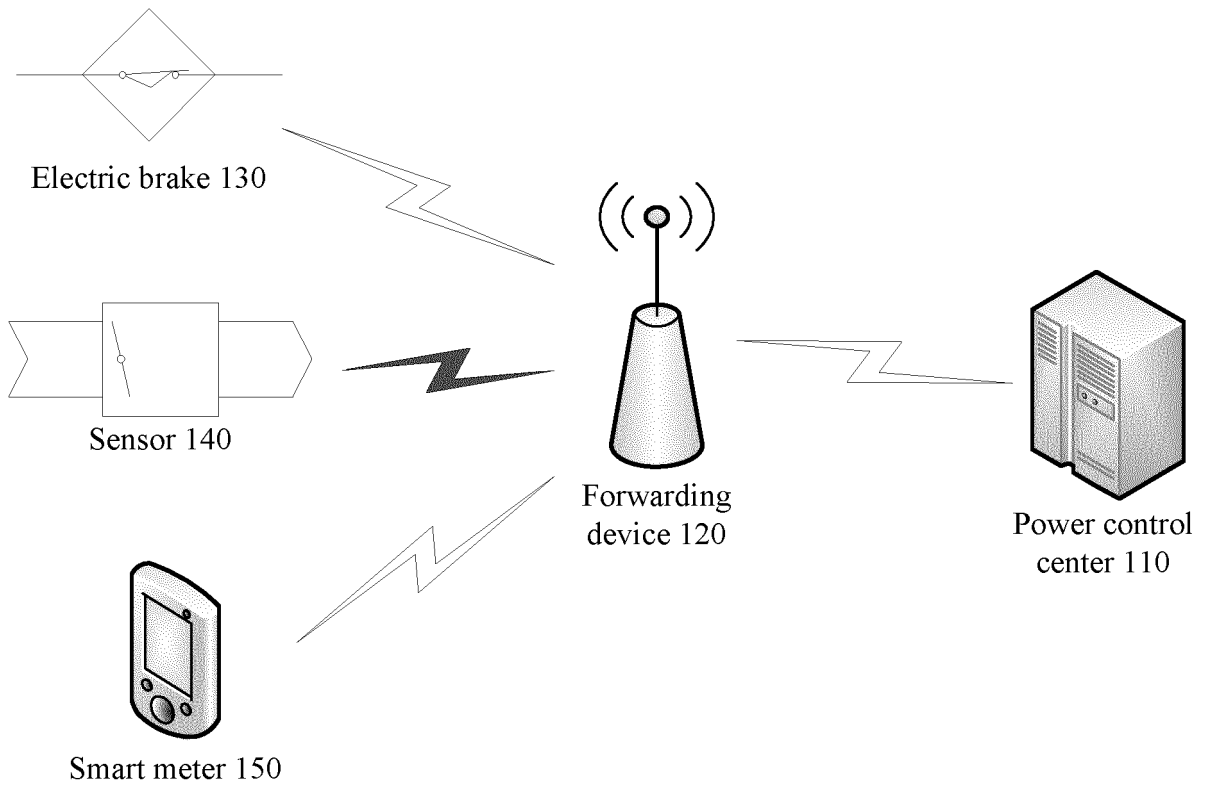 Electric brake 130
Sensor 140
Forwarding
device 120
Power control
center 110
Smart meter 150